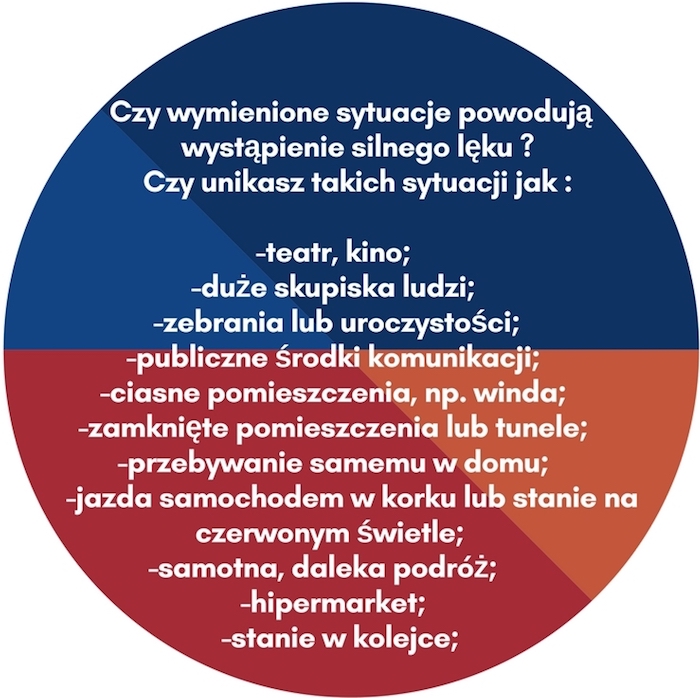 Czy wymienione sytuacje powodują
wystąpienie silnego lęku ?
Czy unikasz takich sytuacji jak :
-teatr, kino;
-duże skupiska ludzi;
-zebrania lub uroczystości;
-publiczne środki komunikacji;
-ciasne pomieszczenia, np. winda;
-zamknięte pomieszczenia lub tunele;
-przebywanie samemu w domu;
-jazda samochodem w korku lub stanie na
czerwonym świetle;
-samotna, daleka podróż;
-hipermarket;
-stanie w kolejce;